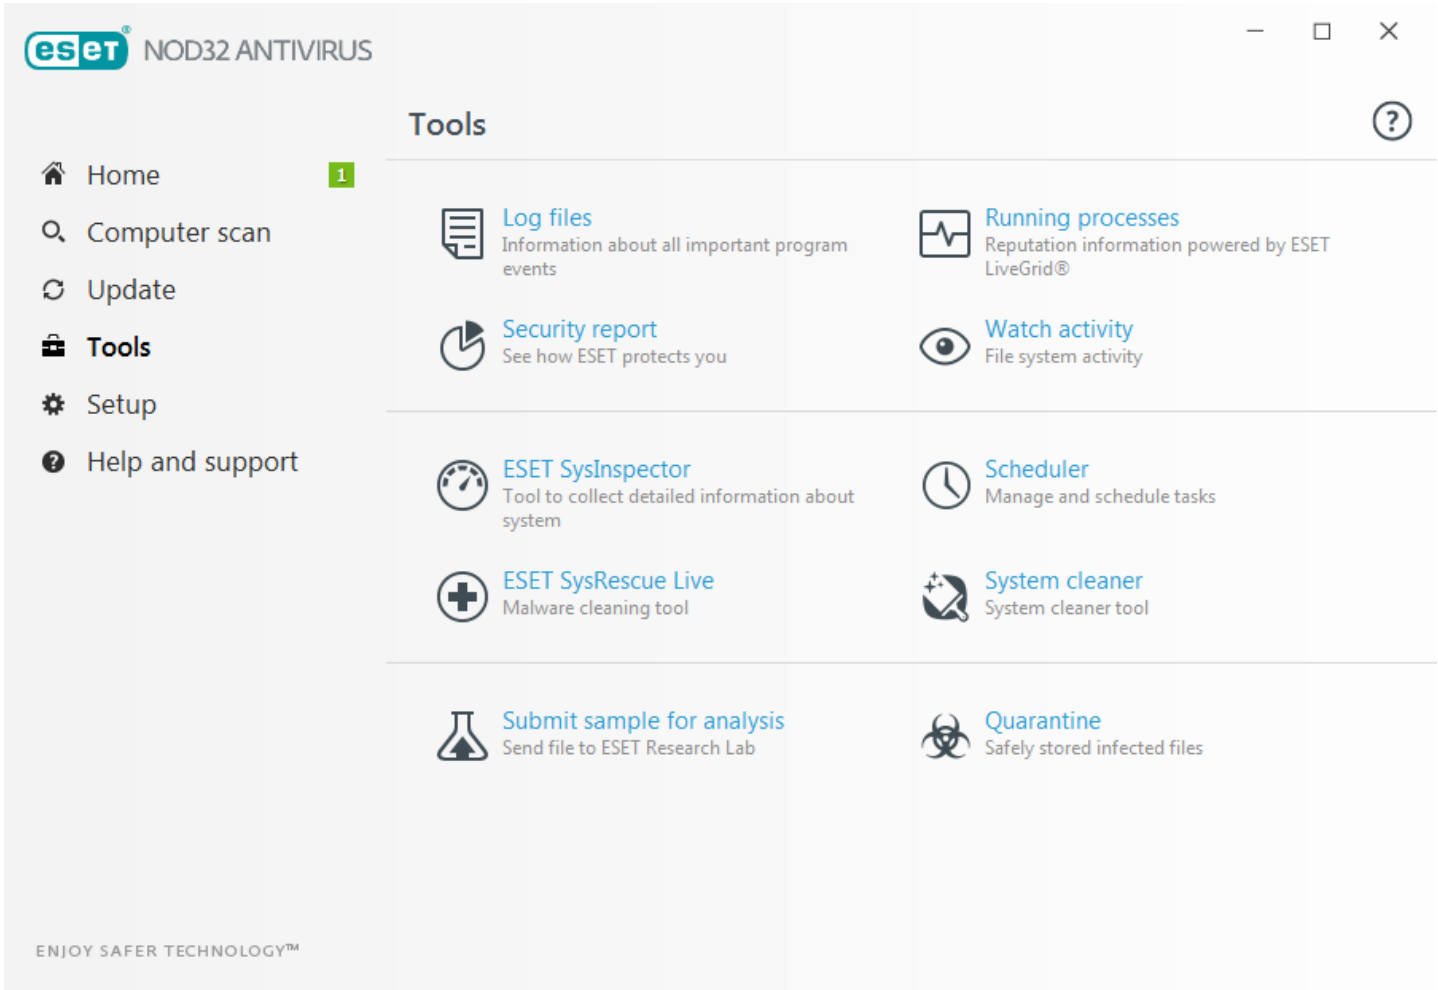 eset® NOD32 ANTIVIRUS
Tools
Home 1
Computer scan
Update
Tools
Setup
Help and support
Log files
Information about all important program
events
Running processes
Reputation information powered by ESET
LiveGrid®
Security report
See how ESET protects you
Watch activity
File system activity
ESET SysInspector
Tool to collect detailed information about
system
Scheduler
Manage and schedule tasks
ESET SysRescue Live
Malware cleaning tool
System cleaner
System cleaner tool
Submit sample for analysis
Send file to ESET Research Lab
Quarantine
Safely stored infected files
ENJOY SAFER TECHNOLOGY™